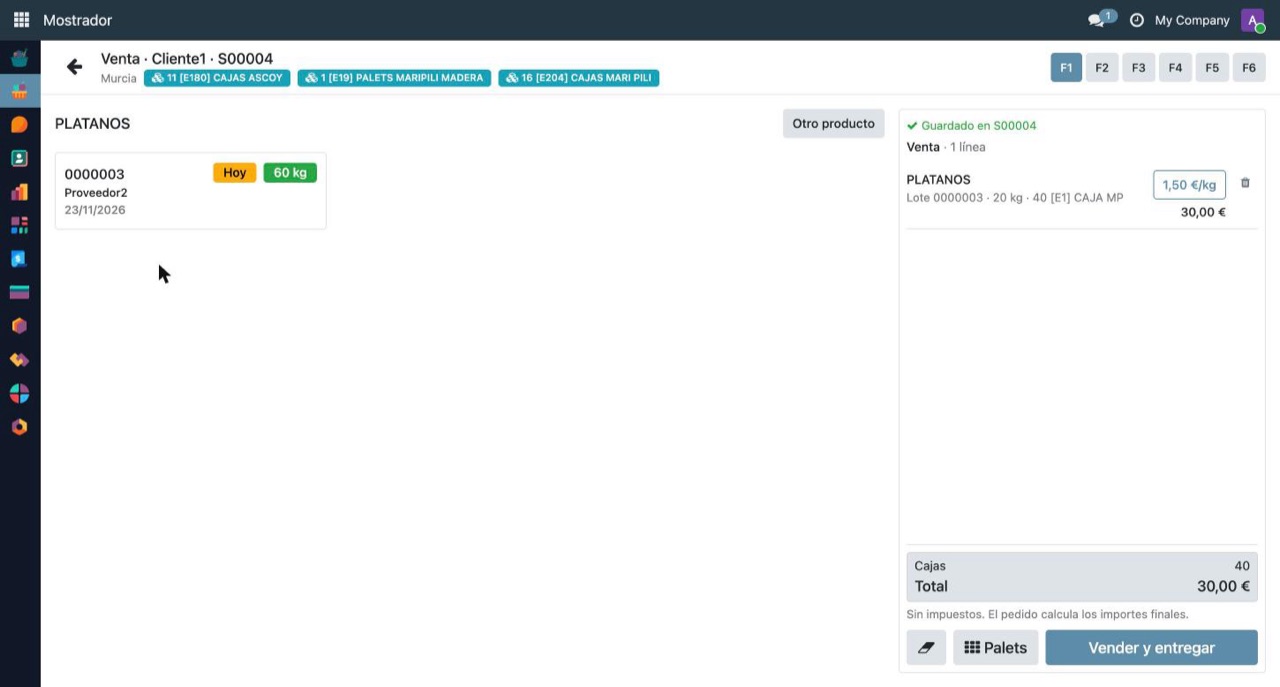 Mostrador
1
My Company
A
Venta · Cliente1 · S00004
Murcia
11 [E180] CAJAS ASCOY
1 [E19] PALETS MARIPILI MADERA
16 [E204] CAJAS MARI PILI
F1
F2
F3
F4
F5
F6
PLATANOS
Otro producto
0000003
Hoy
60 kg
Proveedor2
23/11/2026
Guardado en S00004
Venta · 1 línea
PLATANOS
1,50 €/kg
Lote 0000003 · 20 kg · 40 [E1] CAJA MP
30,00 €
Cajas 40
Total 30,00 €
Sin impuestos. El pedido calcula los importes finales.
Palets
Vender y entregar